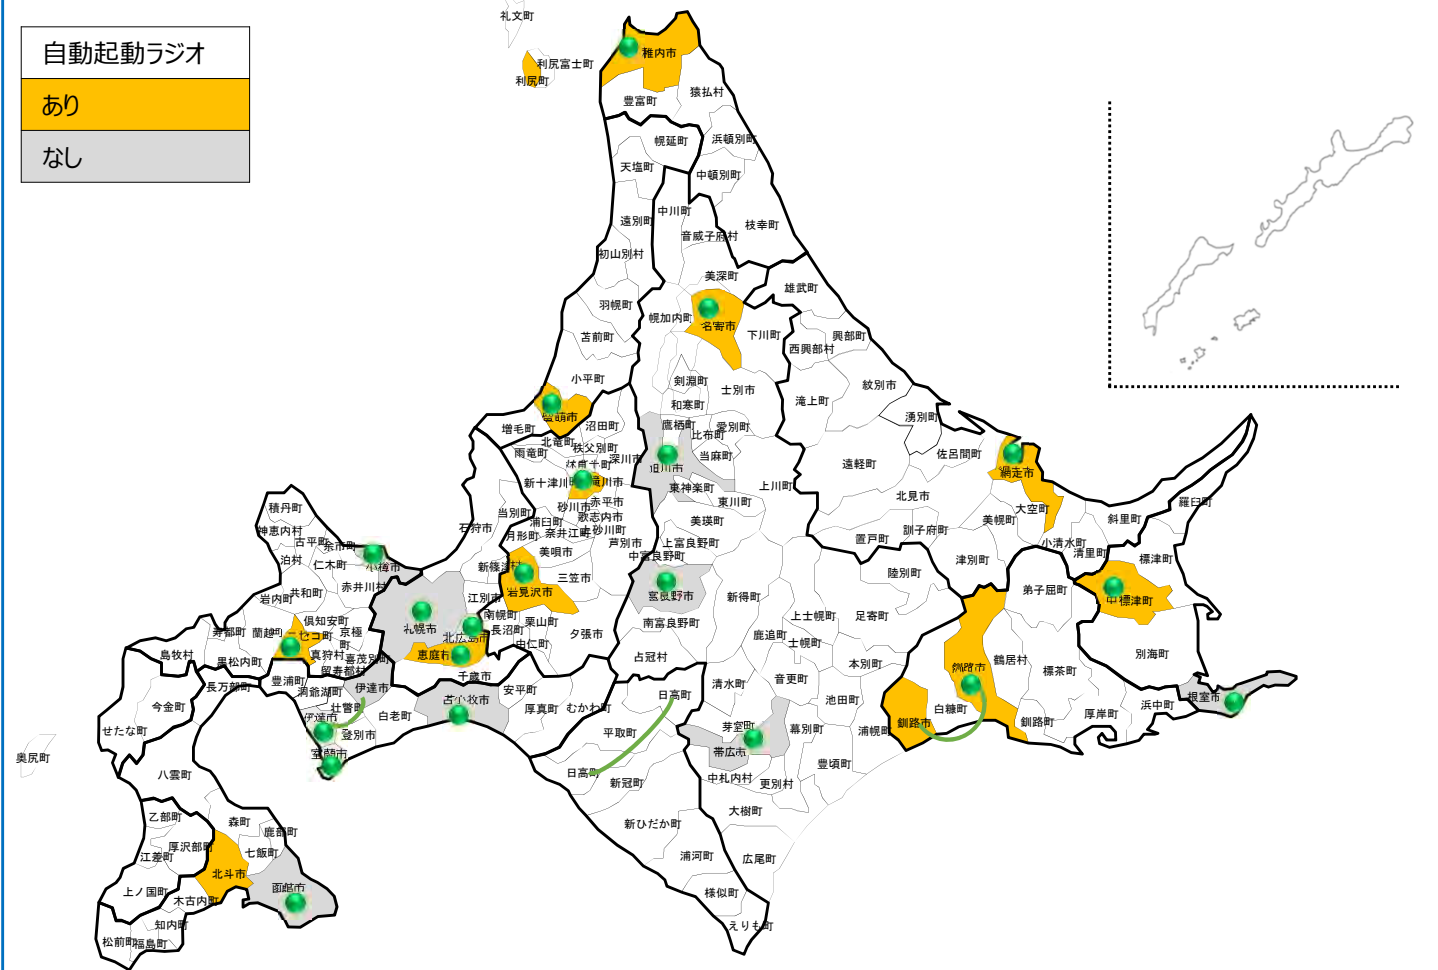 自動起動ラジオ
あり
なし
礼文町
利尻富士町
利尻町
稚内市
猿払村
豊富町
浜頓別町
幌延町
天塩町
中頓別町
中川町
遠別町
枝幸町
音威子府村
初山別村
美深町
雄武町
羽幌町
幌加内町
名寄市
下川町
興部町
苫前町
西興部村
小平町
剣淵町
士別市
紋別市
和寒町
滝上町
湧別町
留萌市
増毛町
沼田町
鷹栖町
愛別町
比布町
北竜町
秩父別町
雨竜町
深川市
当麻町
佐呂間町
旭川市
遠軽町
網走市
新十津川町
滝川市
東神楽町
上川町
北見市
東川町
大空町
羅臼町
積丹町
当別町
砂川市
赤平市
浦臼町
歌志内市
美瑛町
美幌町
斜里町
神恵内村
石狩市
月形町
奈井江町
上砂川町
訓子府町
置戸町
古平町
余市町
芦別市
上富良野町
小清水町
泊村
仁木町
小樽市
美唄市
中富良野町
清里町
標津町
津別町
新篠津村
三笠市
陸別町
赤井川村
共和町
岩内町
江別市
岩見沢市
富良野市
新得町
弟子屈町
中標津町
倶知安町
札幌市
南幌町
栗山町
上士幌町
足寄町
寿都町
蘭越町
ニセコ町
京極町
北広島市
長沼町
夕張市
南富良野町
鹿追町
士幌町
島牧村
黒松内町
真狩村
喜茂別町
恵庭市
由仁町
占冠村
本別町
鶴居村
別海町
留寿都村
千歳市
釧路市
標茶町
長万部町
豊浦町
洞爺湖町
伊達市
安平町
日高町
清水町
音更町
池田町
根室市
今金町
壮瞥町
白老町
苫小牧市
厚真町
むかわ町
白糠町
浜中町
せたな町
伊達市
登別市
平取町
芽室町
幕別町
浦幌町
釧路市
釧路町
厚岸町
奥尻町
室蘭市
帯広市
八雲町
日高町
新冠町
中札内村
更別村
豊頃町
乙部町
森町
鹿部町
新ひだか町
大樹町
江差町
厚沢部町
七飯町
浦河町
広尾町
北斗市
上ノ国町
函館市
様似町
木古内町
知内町
えりも町
松前町
福島町